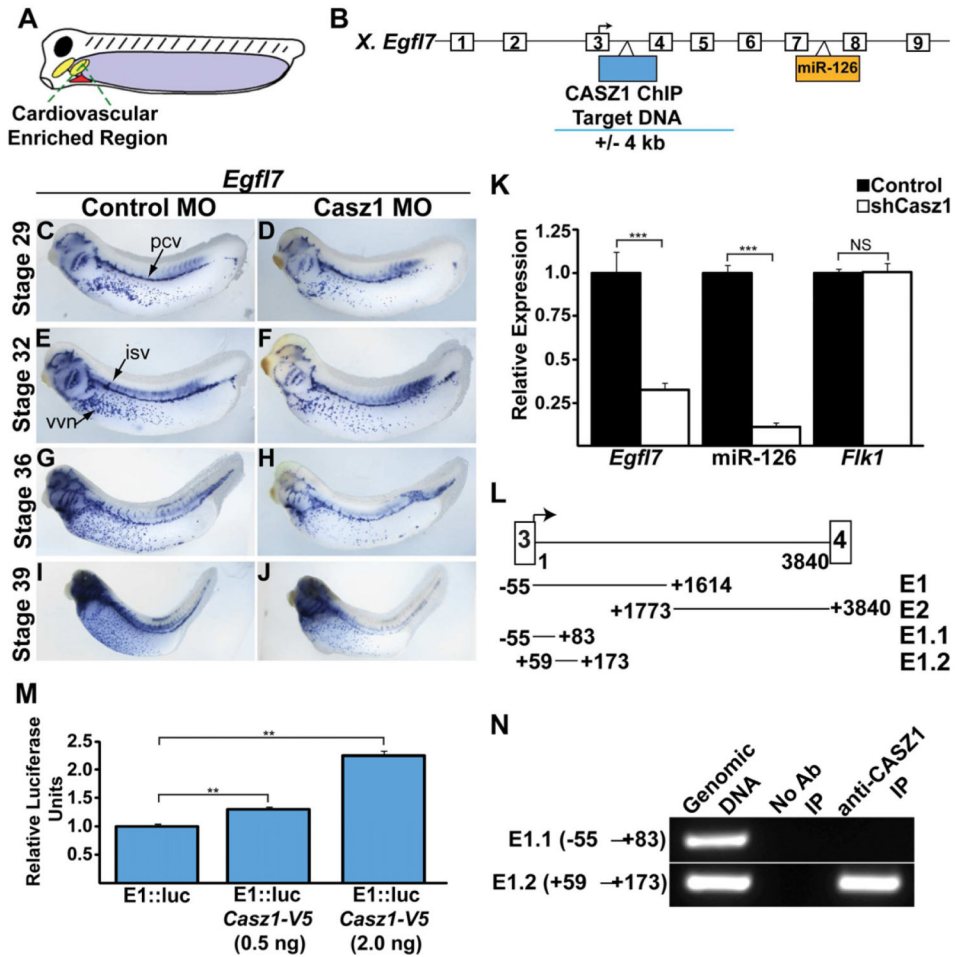 A
Cardiovascular
Enriched Region
B
X. Egfl7
1 2 3 4 5 6 7 8 9
miR-126
CASZ1 ChIP
Target DNA
+/- 4 kb
Egfl7
Control MO Casz1 MO
Stage 29
C
pcv
D
Stage 32
E
isv
vvn
F
Stage 36
G
H
Stage 39
I
J
K
Control
shCasz1
Relative Expression
1.25
1.0
0.75
0.5
0.25
*** *** NS
Egfl7 miR-126 Flk1
L
3 4
1 3840
-55 +1614 E1
+1773 +3840 E2
-55 +83 E1.1
+59 +173 E1.2
M
Relative Luciferase
Units
2.5
2.0
1.5
1.0
0.5
**
**
E1::luc E1::luc E1::luc
Casz1-V5 Casz1-V5
(0.5 ng) (2.0 ng)
N
Genomic
DNA
No Ab
IP
anti-CASZ1
IP
E1.1 (-55 →+83)
E1.2 (+59 →+173)